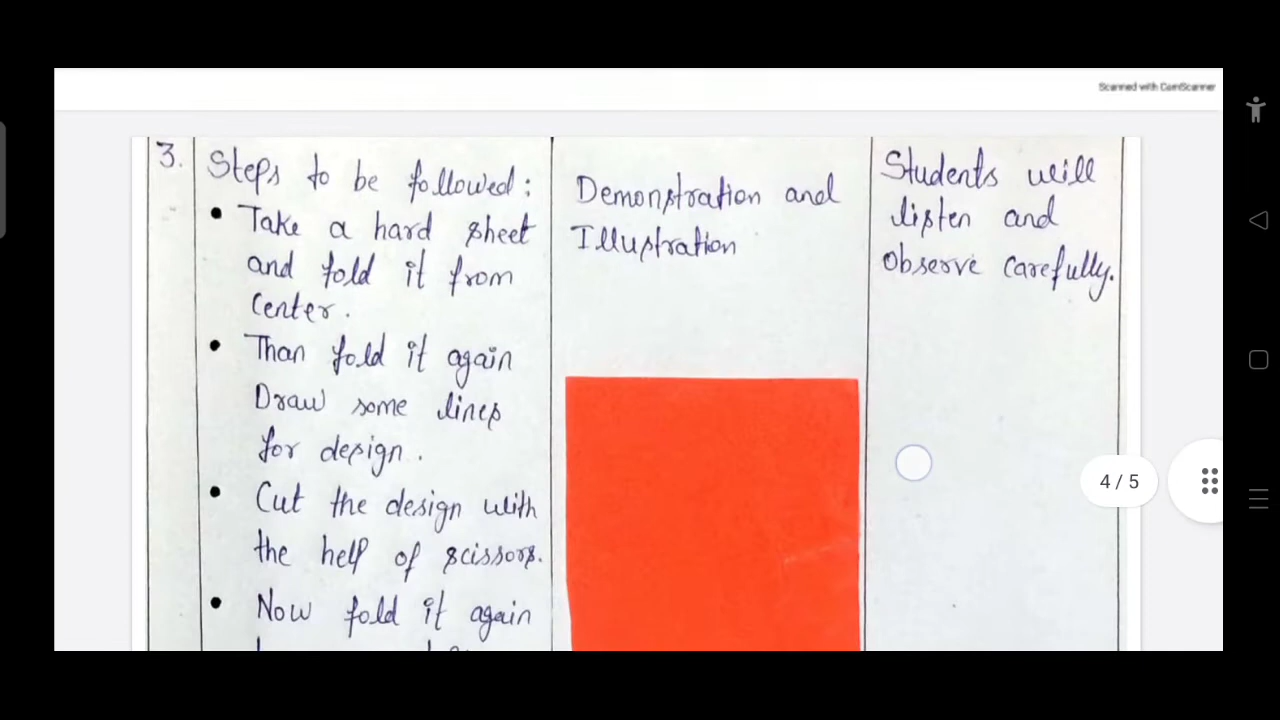 Scanned with CamScanner
3.
Steps to be followed:
• Take a hard sheet
and fold it from
Center.
• Than fold it again
Draw some lines
for design.
• Cut the design with
the help of scissors.
• Now fold it again
Demonstration and
Illustration
Students will
listen and
Observe Carefully.
4 / 5